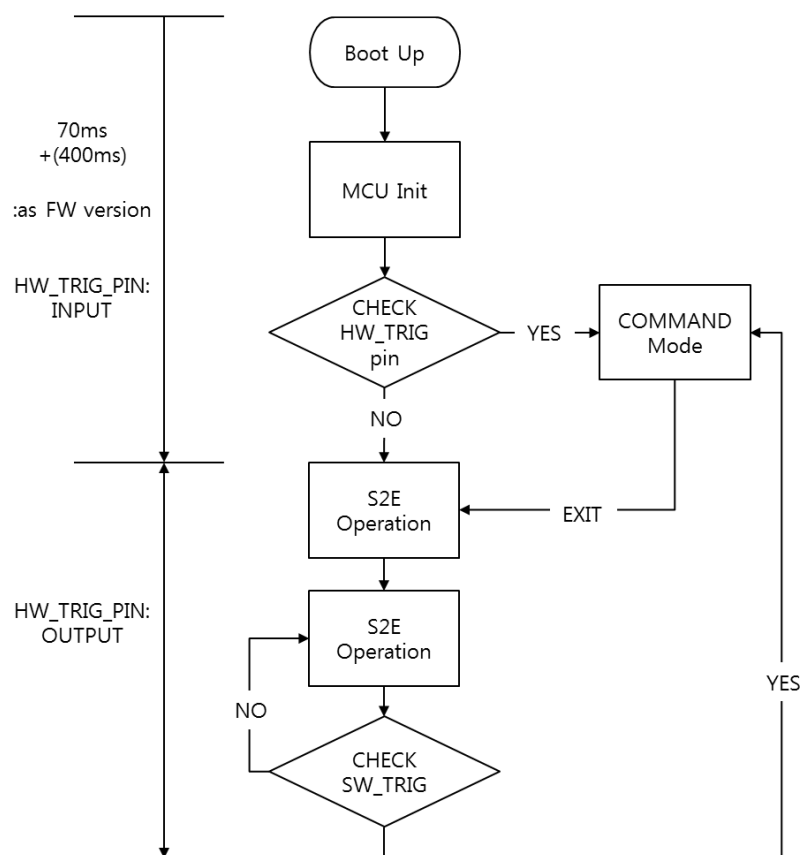 Boot Up
70ms
+(400ms)
:as FW version
MCU Init
HW_TRIG_PIN:
INPUT
CHECK
HW_TRIG
pin
YES
COMMAND
Mode
NO
S2E
Operation
EXIT
HW_TRIG_PIN:
OUTPUT
S2E
Operation
NO
YES
CHECK
SW_TRIG